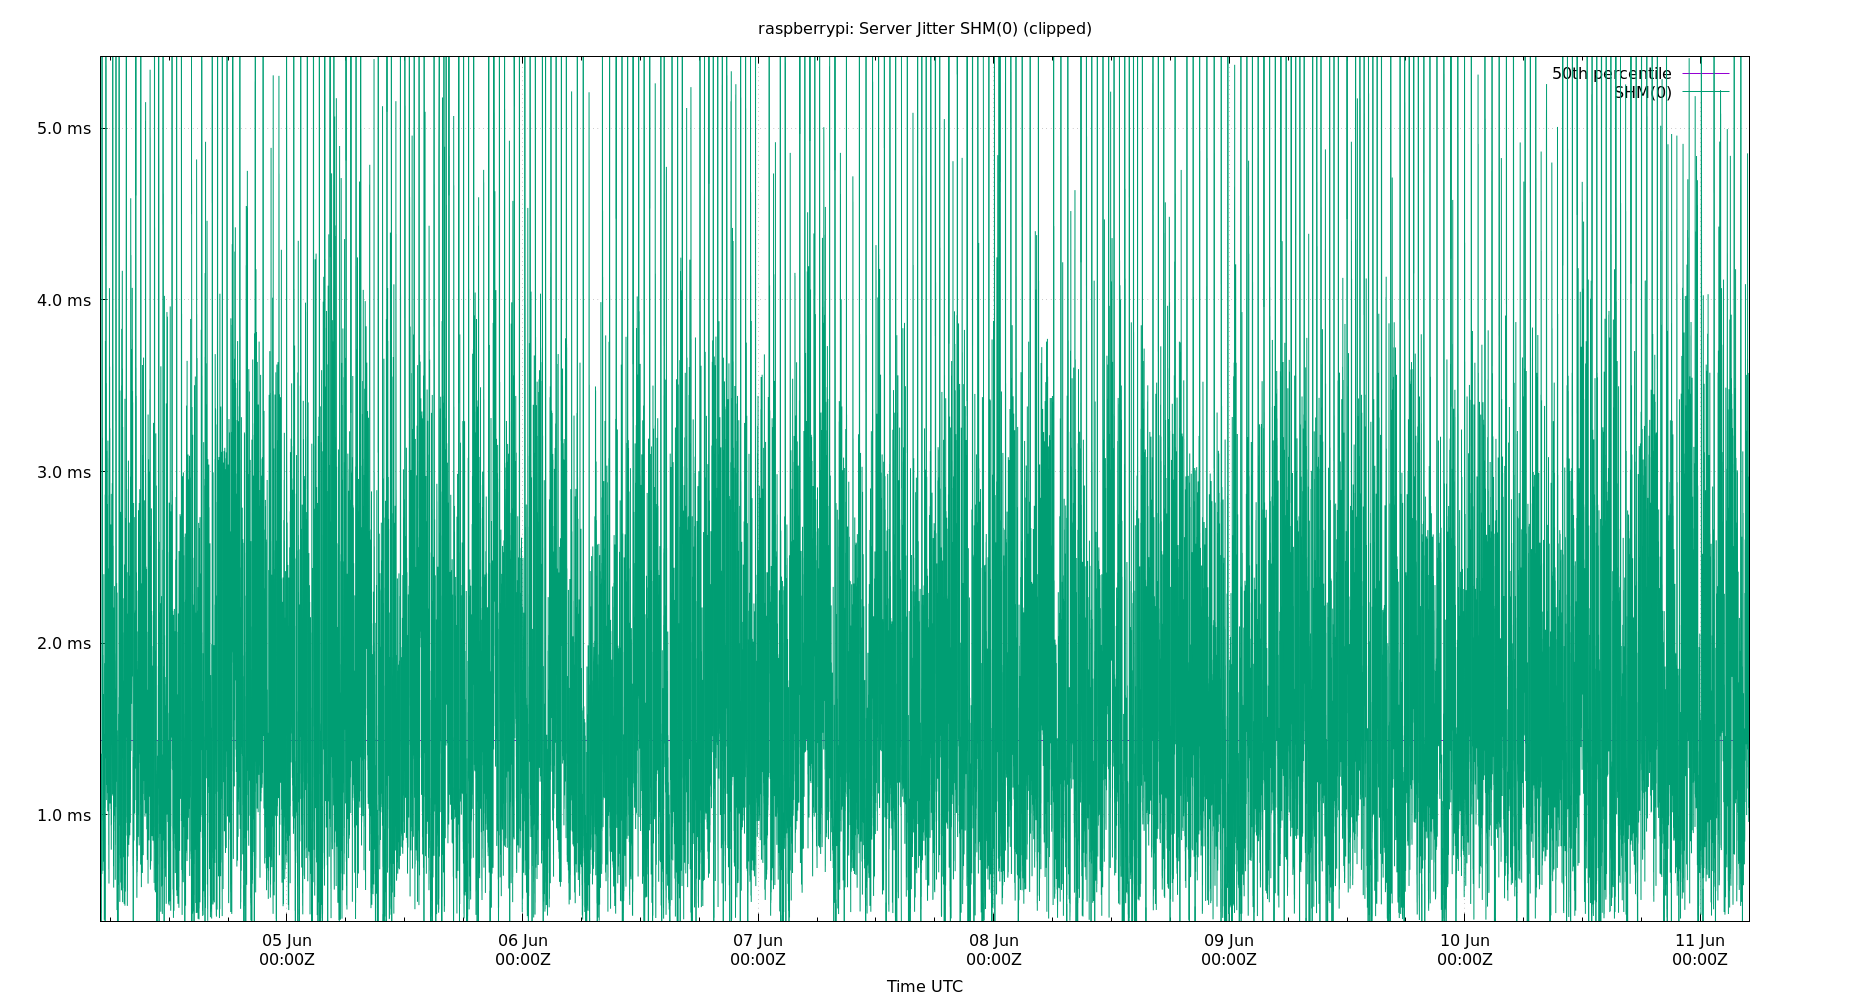 raspberrypi: Server Jitter SHM(0) (clipped)
50th percentile
SHM(0)
5.0 ms
4.0 ms
3.0 ms
2.0 ms
1.0 ms
05 Jun 06 Jun 07 Jun 08 Jun 09 Jun 10 Jun 11 Jun
00:00Z 00:00Z 00:00Z 00:00Z 00:00Z 00:00Z 00:00Z
Time UTC